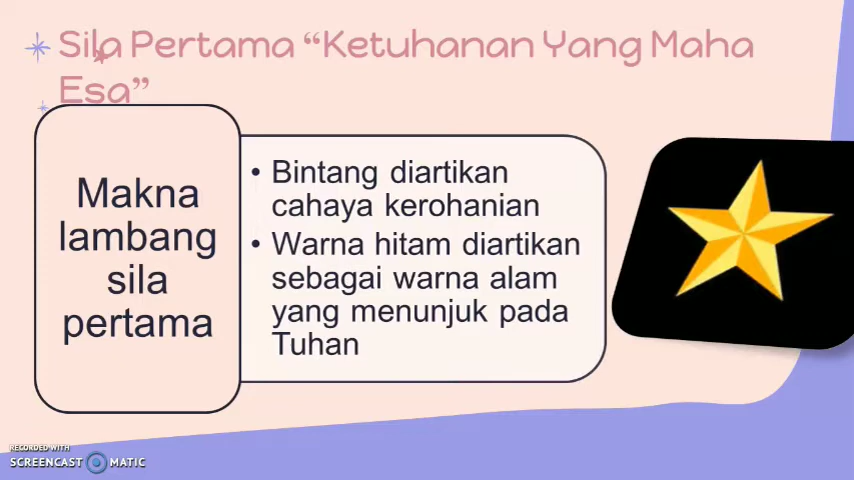 Sila Pertama “Ketuhanan Yang Maha
Esa”
Makna
lambang
sila
pertama
• Bintang diartikan
cahaya kerohanian
• Warna hitam diartikan
sebagai warna alam
yang menunjuk pada
Tuhan
RECORDED WITH
SCREENCAST MATIC